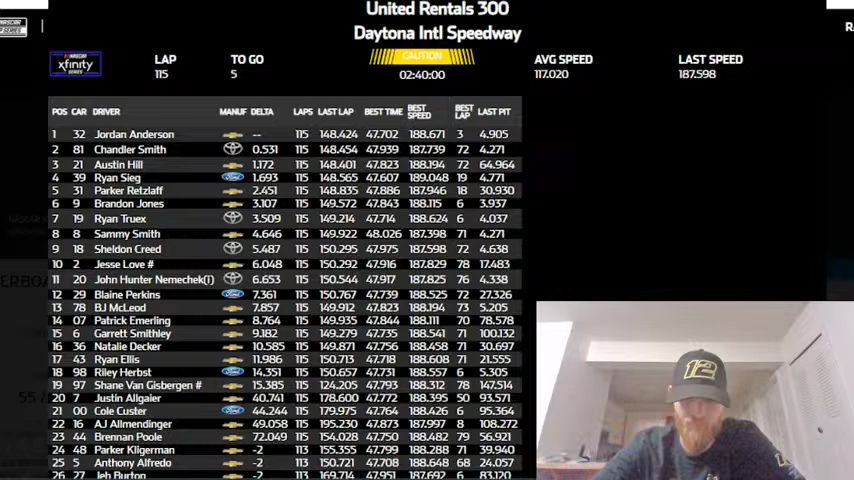 United Rentals 300
Daytona Intl Speedway
xfinity SERIES LAP TO GO CAUTION AVG SPEED LAST SPEED
115 5 02:40:00 117.020 187.598
POS CAR DRIVER MANUF DELTA LAPS LAST LAP BEST TIME BEST SPEED BEST LAP LAST PIT
1 32 Jordan Anderson -- 115 148.424 47.702 188.671 3 4.905
2 81 Chandler Smith 0.531 115 148.454 47.939 187.739 72 4.271
3 21 Austin Hill 1.172 115 148.401 47.823 188.194 72 64.964
4 39 Ryan Sieg 1.693 115 148.565 47.607 189.048 19 4.771
5 31 Parker Retzlaff 2.451 115 148.835 47.886 187.946 18 30.930
6 9 Brandon Jones 3.107 115 149.572 47.843 188.115 6 3.937
7 19 Ryan Truex 3.509 115 149.214 47.714 188.624 6 4.037
8 8 Sammy Smith 4.646 115 149.922 48.026 187.398 71 4.271
9 18 Sheldon Creed 5.487 115 150.295 47.975 187.598 72 4.638
10 2 Jesse Love # 6.048 115 150.292 47.916 187.829 78 17.483
11 20 John Hunter Nemechek(i) 6.653 115 150.544 47.917 187.825 76 4.338
12 29 Blaine Perkins 7.361 115 150.767 47.739 188.525 72 27.326
13 78 BJ McLeod 7.857 115 149.912 47.823 188.194 73 5.205
14 07 Patrick Emerling 8.764 115 149.935 47.844 188.111 70 78.578
15 6 Garrett Smithley 9.182 115 149.279 47.735 188.541 71 100.132
16 36 Natalie Decker 10.585 115 149.871 47.756 188.458 71 30.697
17 43 Ryan Ellis 11.986 115 150.713 47.718 188.608 71 21.555
18 98 Riley Herbst 14.351 115 150.657 47.731 188.557 6 5.305
19 97 Shane Van Gisbergen # 15.385 115 124.205 47.793 188.312 78 147.514
20 7 Justin Allgaier 40.741 115 178.600 47.772 188.395 50 93.571
21 00 Cole Custer 44.244 115 179.975 47.764 188.426 6 95.364
22 16 AJ Allmendinger 49.058 115 195.230 47.873 187.997 8 108.272
23 44 Brennan Poole 72.049 115 154.028 47.750 188.482 79 56.921
24 48 Parker Kligerman -2 113 155.355 47.799 188.288 71 39.940
25 5 Anthony Alfredo -2 113 150.721 47.708 188.648 68 24.057
26 27 Jeb Burton -2 113 169.714 47.951 187.692 6 83.120
12